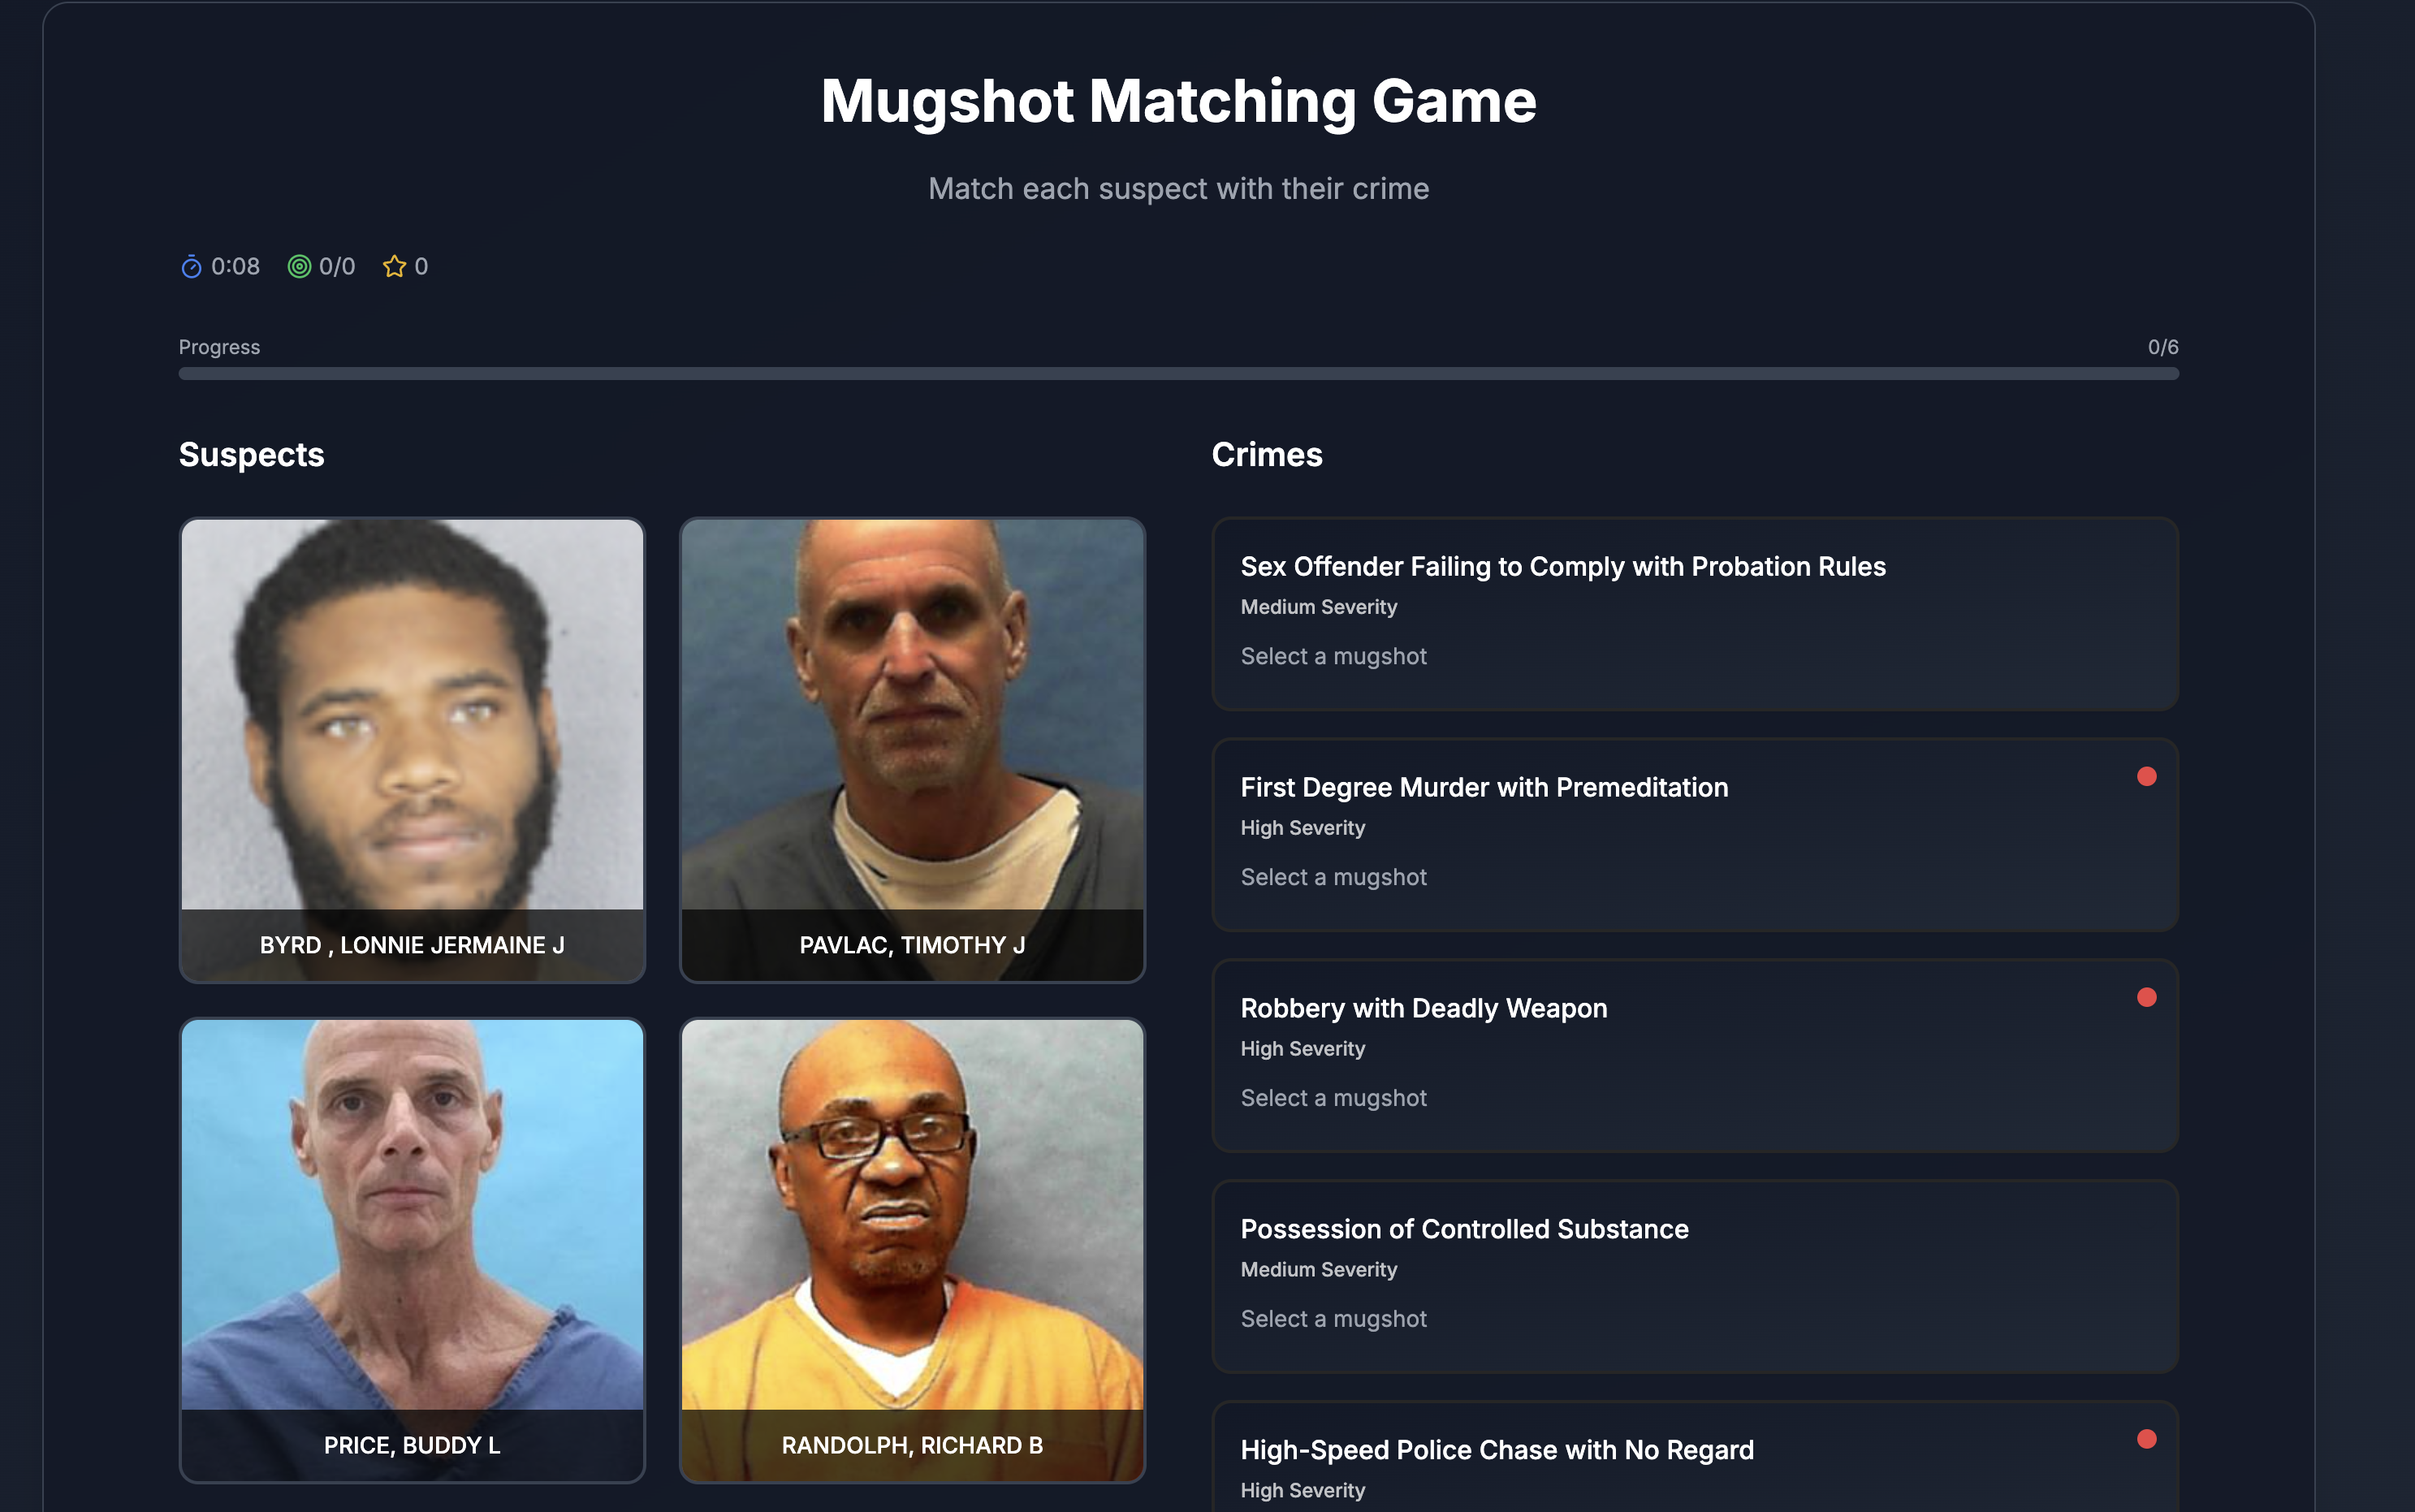 Mugshot Matching Game
Match each suspect with their crime
0:08 0/0 0
Progress 0/6
Suspects
BYRD , LONNIE JERMAINE J
PAVLAC, TIMOTHY J
PRICE, BUDDY L
RANDOLPH, RICHARD B
Crimes
Sex Offender Failing to Comply with Probation Rules
Medium Severity
Select a mugshot
First Degree Murder with Premeditation
High Severity
Select a mugshot
Robbery with Deadly Weapon
High Severity
Select a mugshot
Possession of Controlled Substance
Medium Severity
Select a mugshot
High-Speed Police Chase with No Regard
High Severity